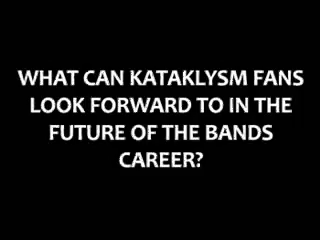 WHAT CAN KATAKLYSM FANS
LOOK FORWARD TO IN THE
FUTURE OF THE BANDS
CAREER?